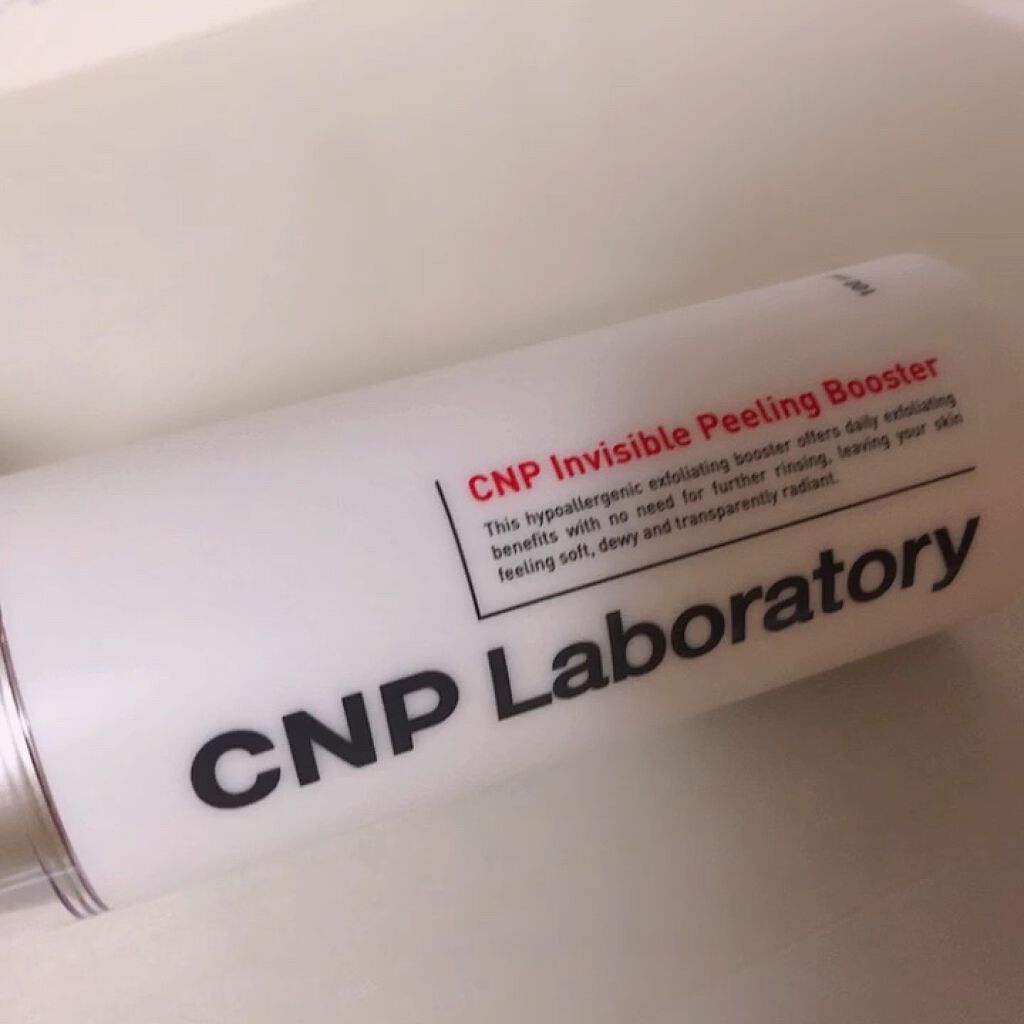 CNP Invisible Peeling Booster
This hypoallergenic exfoliating booster offers daily exfoliating
benefits with no need for further rinsing, leaving your skin
feeling soft, dewy and transparently radiant.
CNP Laboratory